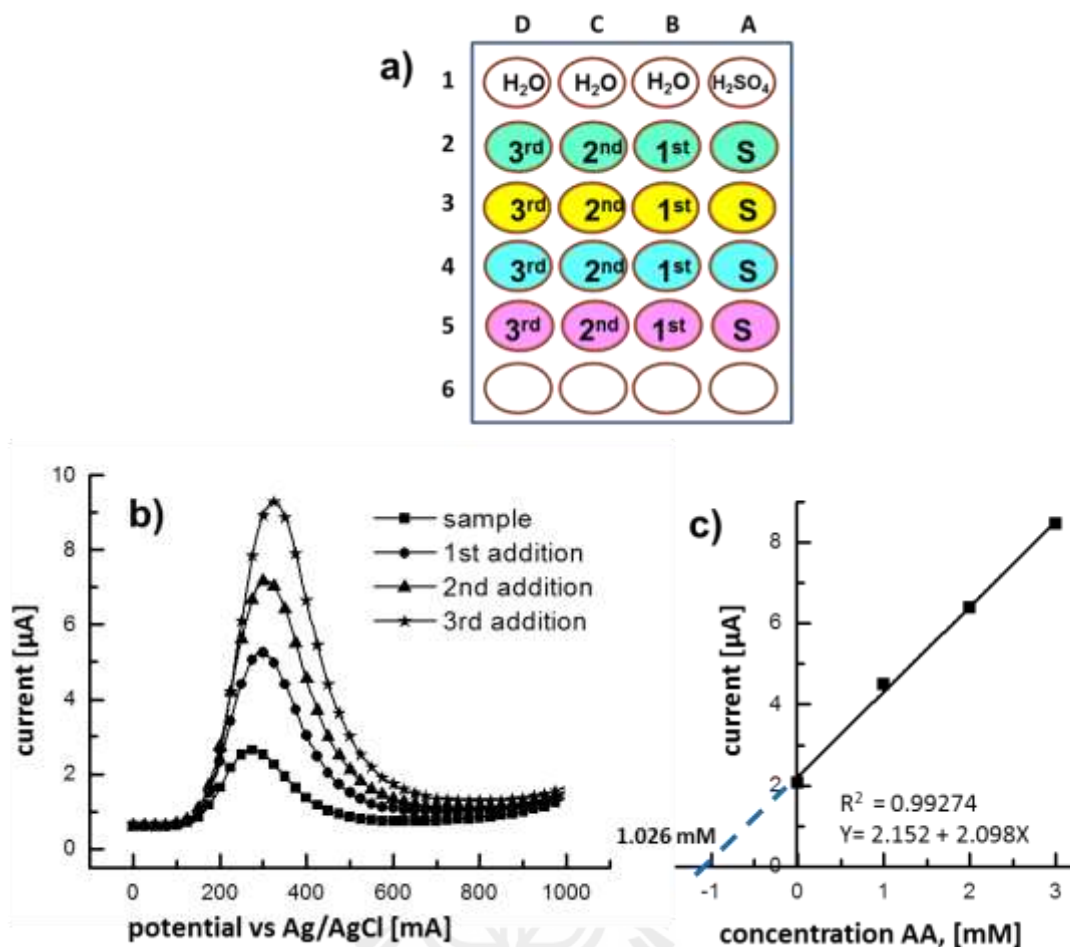 D C B A
a)
1 H₂O H₂O H₂O H₂SO₄
2 3rd 2nd 1st S
3 3rd 2nd 1st S
4 3rd 2nd 1st S
5 3rd 2nd 1st S
6
b)
10
8
6
4
2
0
current [µA]
sample
1st addition
2nd addition
3rd addition
0 200 400 600 800 1000
potential vs Ag/AgCl [mA]
c)
8
6
4
2
0
current [µA]
R² = 0.99274
Y= 2.152 + 2.098X
1.026 mM
-1 0 1 2 3
concentration AA, [mM]